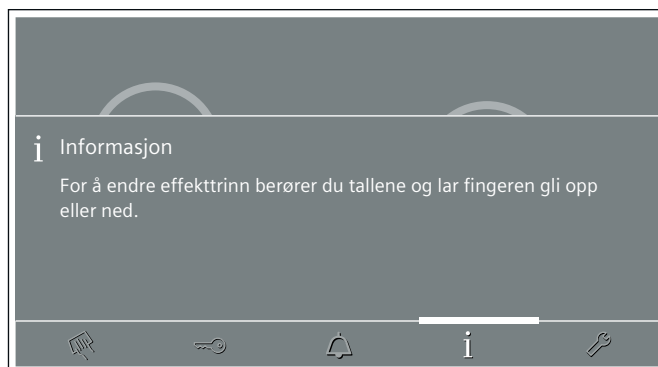 i Informasjon
For å endre effekttrinn berører du tallene og lar fingeren gli opp
eller ned.
i